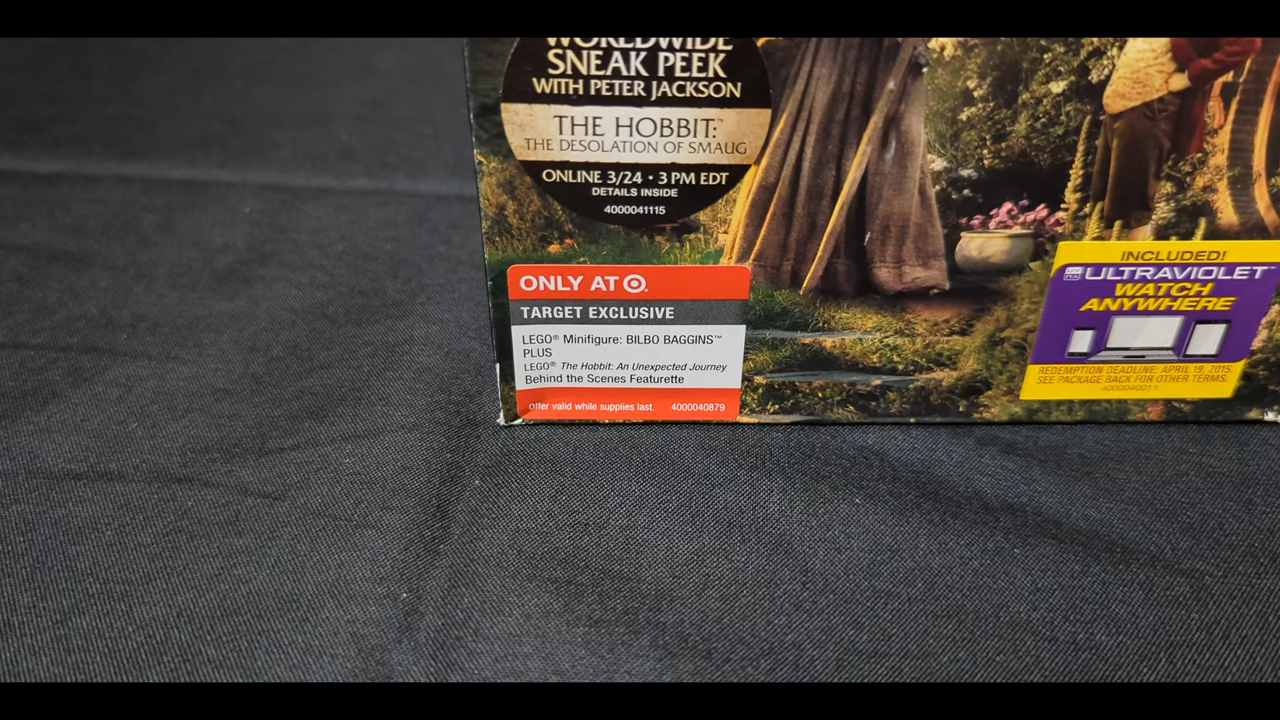 WORLDWIDE
SNEAK PEEK
WITH PETER JACKSON
THE HOBBIT:™
THE DESOLATION OF SMAUG
ONLINE 3/24 • 3 PM EDT
DETAILS INSIDE
4000041115
ONLY AT
TARGET EXCLUSIVE
LEGO® Minifigure: BILBO BAGGINS™
PLUS
LEGO® The Hobbit: An Unexpected Journey
Behind the Scenes Featurette
offer valid while supplies last. 4000040879
INCLUDED!
ULTRAVIOLET™
WATCH
ANYWHERE
REDEMPTION DEADLINE: APRIL 19, 2015.
SEE PACKAGE BACK FOR OTHER TERMS.